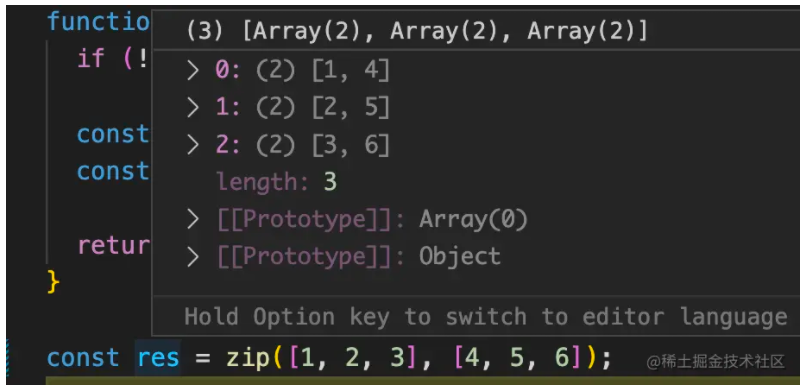 functio
(3) [Array(2), Array(2), Array(2)]
if (!
> 0: (2) [1, 4]
> 1: (2) [2, 5]
const
> 2: (2) [3, 6]
const
length: 3
> [[Prototype]]: Array(0)
retur
> [[Prototype]]: Object
}
Hold Option key to switch to editor language
const res = zip([1, 2, 3], [4, 5, 6]);
@稀土掘金技术社区